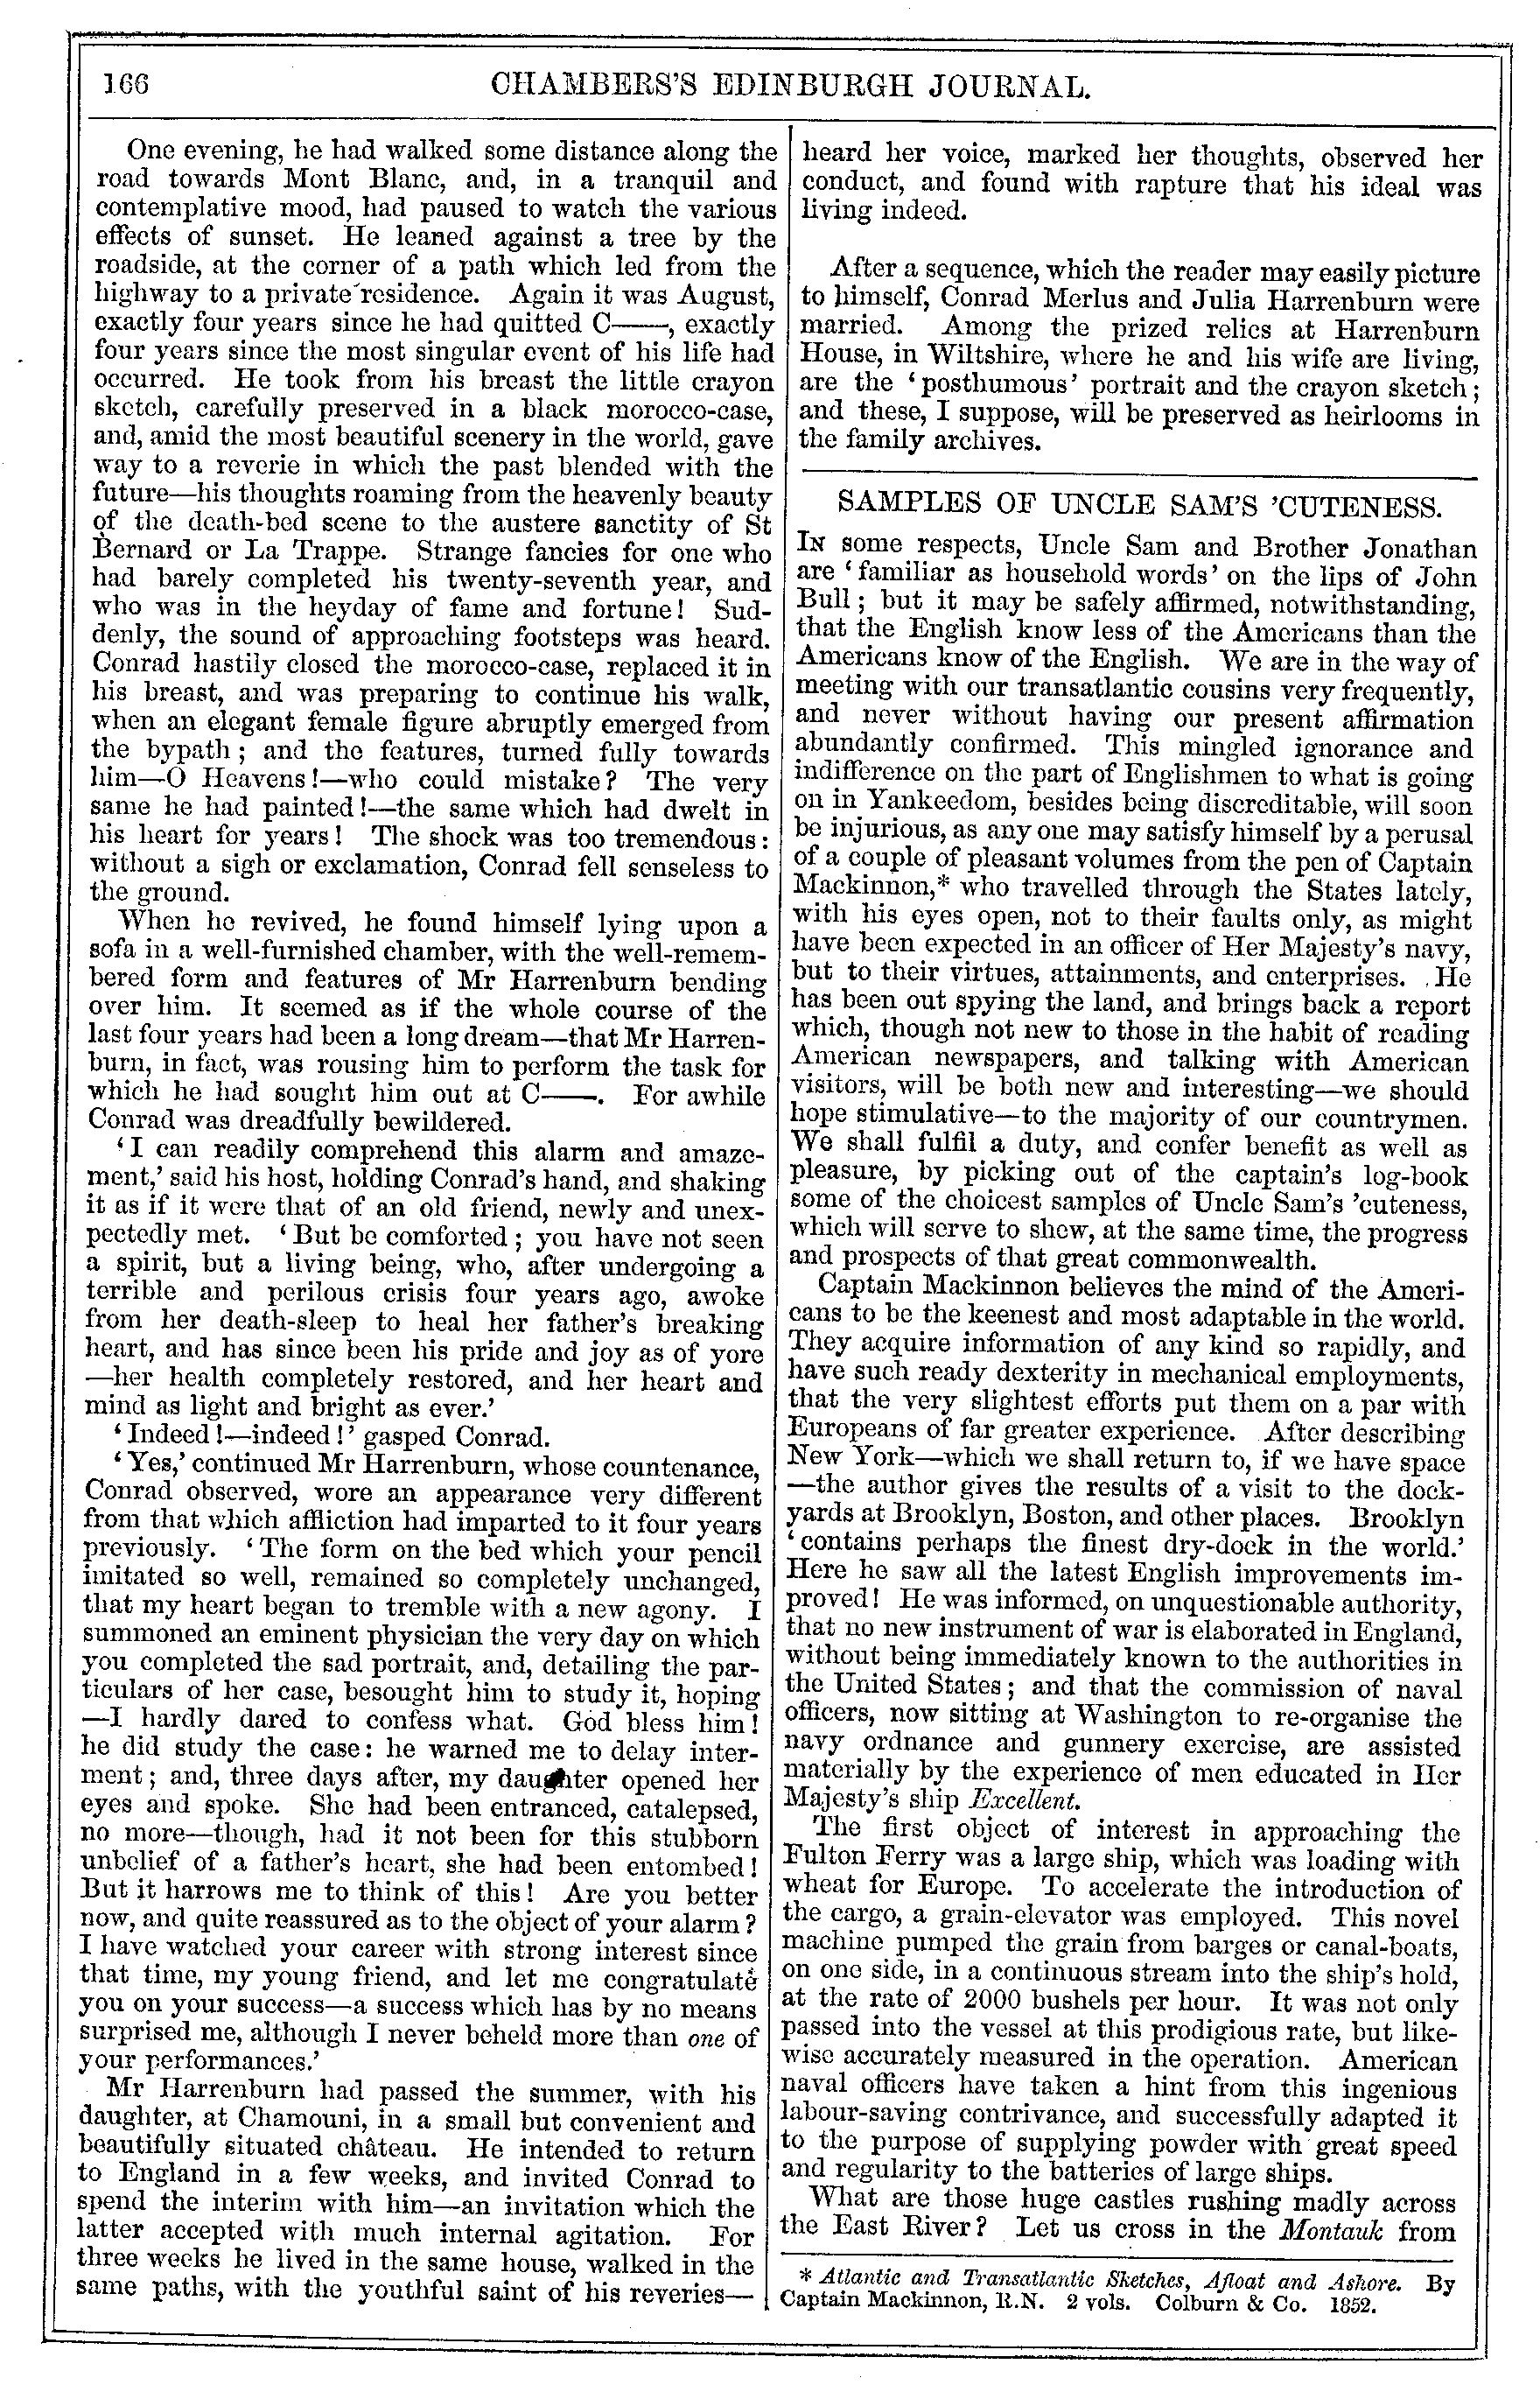 166
CHAMBERS'S EDINBURGH JOURNAL.
One evening, he had walked some distance along the
road towards Mont Blanc, and, in a tranquil and
contemplative mood, had paused to watch the various
effects of sunset. He leaned against a tree by the
roadside, at the corner of a path which led from the
highway to a private residence. Again it was August,
exactly four years since he had quitted C——, exactly
four years since the most singular event of his life had
occurred. He took from his breast the little crayon
sketch, carefully preserved in a black morocco-case,
and, amid the most beautiful scenery in the world, gave
way to a reverie in which the past blended with the
future—his thoughts roaming from the heavenly beauty
of the death-bed scene to the austere sanctity of St
Bernard or La Trappe. Strange fancies for one who
had barely completed his twenty-seventh year, and
who was in the heyday of fame and fortune! Sud-
denly, the sound of approaching footsteps was heard.
Conrad hastily closed the morocco-case, replaced it in
his breast, and was preparing to continue his walk,
when an elegant female figure abruptly emerged from
the bypath; and the features, turned fully towards
him—O Heavens!—who could mistake? The very
same he had painted!—the same which had dwelt in
his heart for years! The shock was too tremendous:
without a sigh or exclamation, Conrad fell senseless to
the ground.
When he revived, he found himself lying upon a
sofa in a well-furnished chamber, with the well-remem-
bered form and features of Mr Harrenburn bending
over him. It seemed as if the whole course of the
last four years had been a long dream—that Mr Harren-
burn, in fact, was rousing him to perform the task for
which he had sought him out at C——. For awhile
Conrad was dreadfully bewildered.
'I can readily comprehend this alarm and amaze-
ment,' said his host, holding Conrad's hand, and shaking
it as if it were that of an old friend, newly and unex-
pectedly met. 'But be comforted; you have not seen
a spirit, but a living being, who, after undergoing a
terrible and perilous crisis four years ago, awoke
from her death-sleep to heal her father's breaking
heart, and has since been his pride and joy as of yore
—her health completely restored, and her heart and
mind as light and bright as ever.'
'Indeed!—indeed!' gasped Conrad.
'Yes,' continued Mr Harrenburn, whose countenance,
Conrad observed, wore an appearance very different
from that which affliction had imparted to it four years
previously. 'The form on the bed which your pencil
imitated so well, remained so completely unchanged,
that my heart began to tremble with a new agony. I
summoned an eminent physician the very day on which
you completed the sad portrait, and, detailing the par-
ticulars of her case, besought him to study it, hoping
—I hardly dared to confess what. God bless him!
he did study the case: he warned me to delay inter-
ment; and, three days after, my daughter opened her
eyes and spoke. She had been entranced, catalepsed,
no more—though, had it not been for this stubborn
unbelief of a father's heart, she had been entombed!
But it harrows me to think of this! Are you better
now, and quite reassured as to the object of your alarm?
I have watched your career with strong interest since
that time, my young friend, and let me congratulate
you on your success—a success which has by no means
surprised me, although I never beheld more than one of
your performances.'
Mr Harrenburn had passed the summer, with his
daughter, at Chamouni, in a small but convenient and
beautifully situated château. He intended to return
to England in a few weeks, and invited Conrad to
spend the interim with him—an invitation which the
latter accepted with much internal agitation. For
three weeks he lived in the same house, walked in the
same paths, with the youthful saint of his reveries—
heard her voice, marked her thoughts, observed her
conduct, and found with rapture that his ideal was
living indeed.
After a sequence, which the reader may easily picture
to himself, Conrad Merlus and Julia Harrenburn were
married. Among the prized relics at Harrenburn
House, in Wiltshire, where he and his wife are living,
are the 'posthumous' portrait and the crayon sketch;
and these, I suppose, will be preserved as heirlooms in
the family archives.
SAMPLES OF UNCLE SAM'S 'CUTENESS.
IN some respects, Uncle Sam and Brother Jonathan
are 'familiar as household words' on the lips of John
Bull; but it may be safely affirmed, notwithstanding,
that the English know less of the Americans than the
Americans know of the English. We are in the way of
meeting with our transatlantic cousins very frequently,
and never without having our present affirmation
abundantly confirmed. This mingled ignorance and
indifference on the part of Englishmen to what is going
on in Yankeedom, besides being discreditable, will soon
be injurious, as any one may satisfy himself by a perusal
of a couple of pleasant volumes from the pen of Captain
Mackinnon,* who travelled through the States lately,
with his eyes open, not to their faults only, as might
have been expected in an officer of Her Majesty's navy,
but to their virtues, attainments, and enterprises. He
has been out spying the land, and brings back a report
which, though not new to those in the habit of reading
American newspapers, and talking with American
visitors, will be both new and interesting—we should
hope stimulative—to the majority of our countrymen.
We shall fulfil a duty, and confer benefit as well as
pleasure, by picking out of the captain's log-book
some of the choicest samples of Uncle Sam's 'cuteness,
which will serve to shew, at the same time, the progress
and prospects of that great commonwealth.
Captain Mackinnon believes the mind of the Ameri-
cans to be the keenest and most adaptable in the world.
They acquire information of any kind so rapidly, and
have such ready dexterity in mechanical employments,
that the very slightest efforts put them on a par with
Europeans of far greater experience. After describing
New York—which we shall return to, if we have space
—the author gives the results of a visit to the dock-
yards at Brooklyn, Boston, and other places. Brooklyn
'contains perhaps the finest dry-dock in the world.'
Here he saw all the latest English improvements im-
proved! He was informed, on unquestionable authority,
that no new instrument of war is elaborated in England,
without being immediately known to the authorities in
the United States; and that the commission of naval
officers, now sitting at Washington to re-organise the
navy ordnance and gunnery exercise, are assisted
materially by the experience of men educated in Her
Majesty's ship Excellent.
The first object of interest in approaching the
Fulton Ferry was a large ship, which was loading with
wheat for Europe. To accelerate the introduction of
the cargo, a grain-elevator was employed. This novel
machine pumped the grain from barges or canal-boats,
on one side, in a continuous stream into the ship's hold,
at the rate of 2000 bushels per hour. It was not only
passed into the vessel at this prodigious rate, but like-
wise accurately measured in the operation. American
naval officers have taken a hint from this ingenious
labour-saving contrivance, and successfully adapted it
to the purpose of supplying powder with great speed
and regularity to the batteries of large ships.
What are those huge castles rushing madly across
the East River? Let us cross in the Montauk from
* Atlantic and Transatlantic Sketches, Afloat and Ashore. By
Captain Mackinnon, R.N. 2 vols. Colburn & Co. 1852.